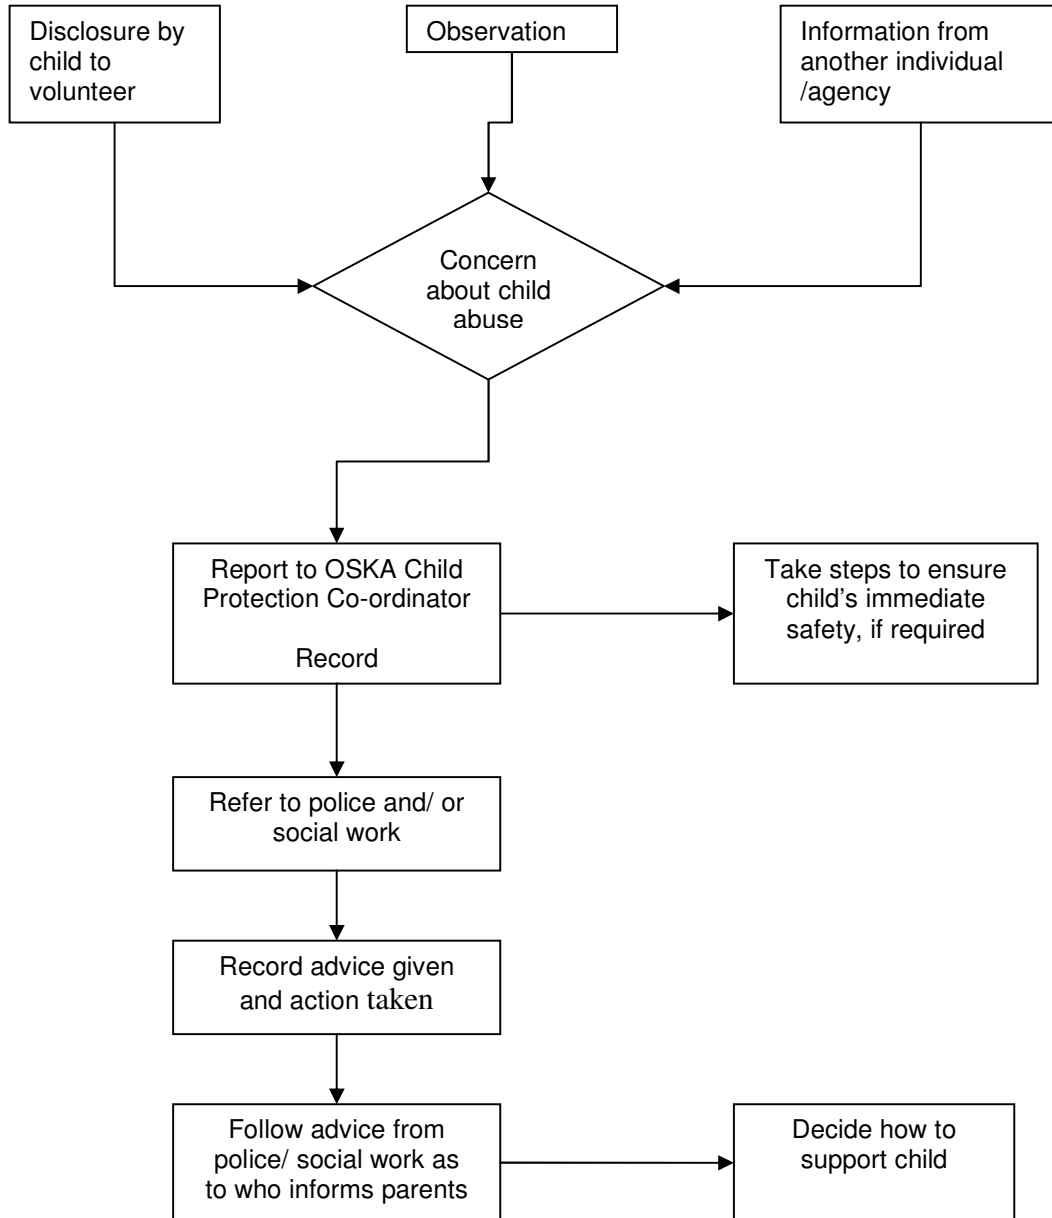 Disclosure by
child to
volunteer
Observation
Information from
another individual
/agency
Concern
about child
abuse
Report to OSKA Child
Protection Co-ordinator
Record
Take steps to ensure
child’s immediate
safety, if required
Refer to police and/ or
social work
Record advice given
and action taken
Follow advice from
police/ social work as
to who informs parents
Decide how to
support child